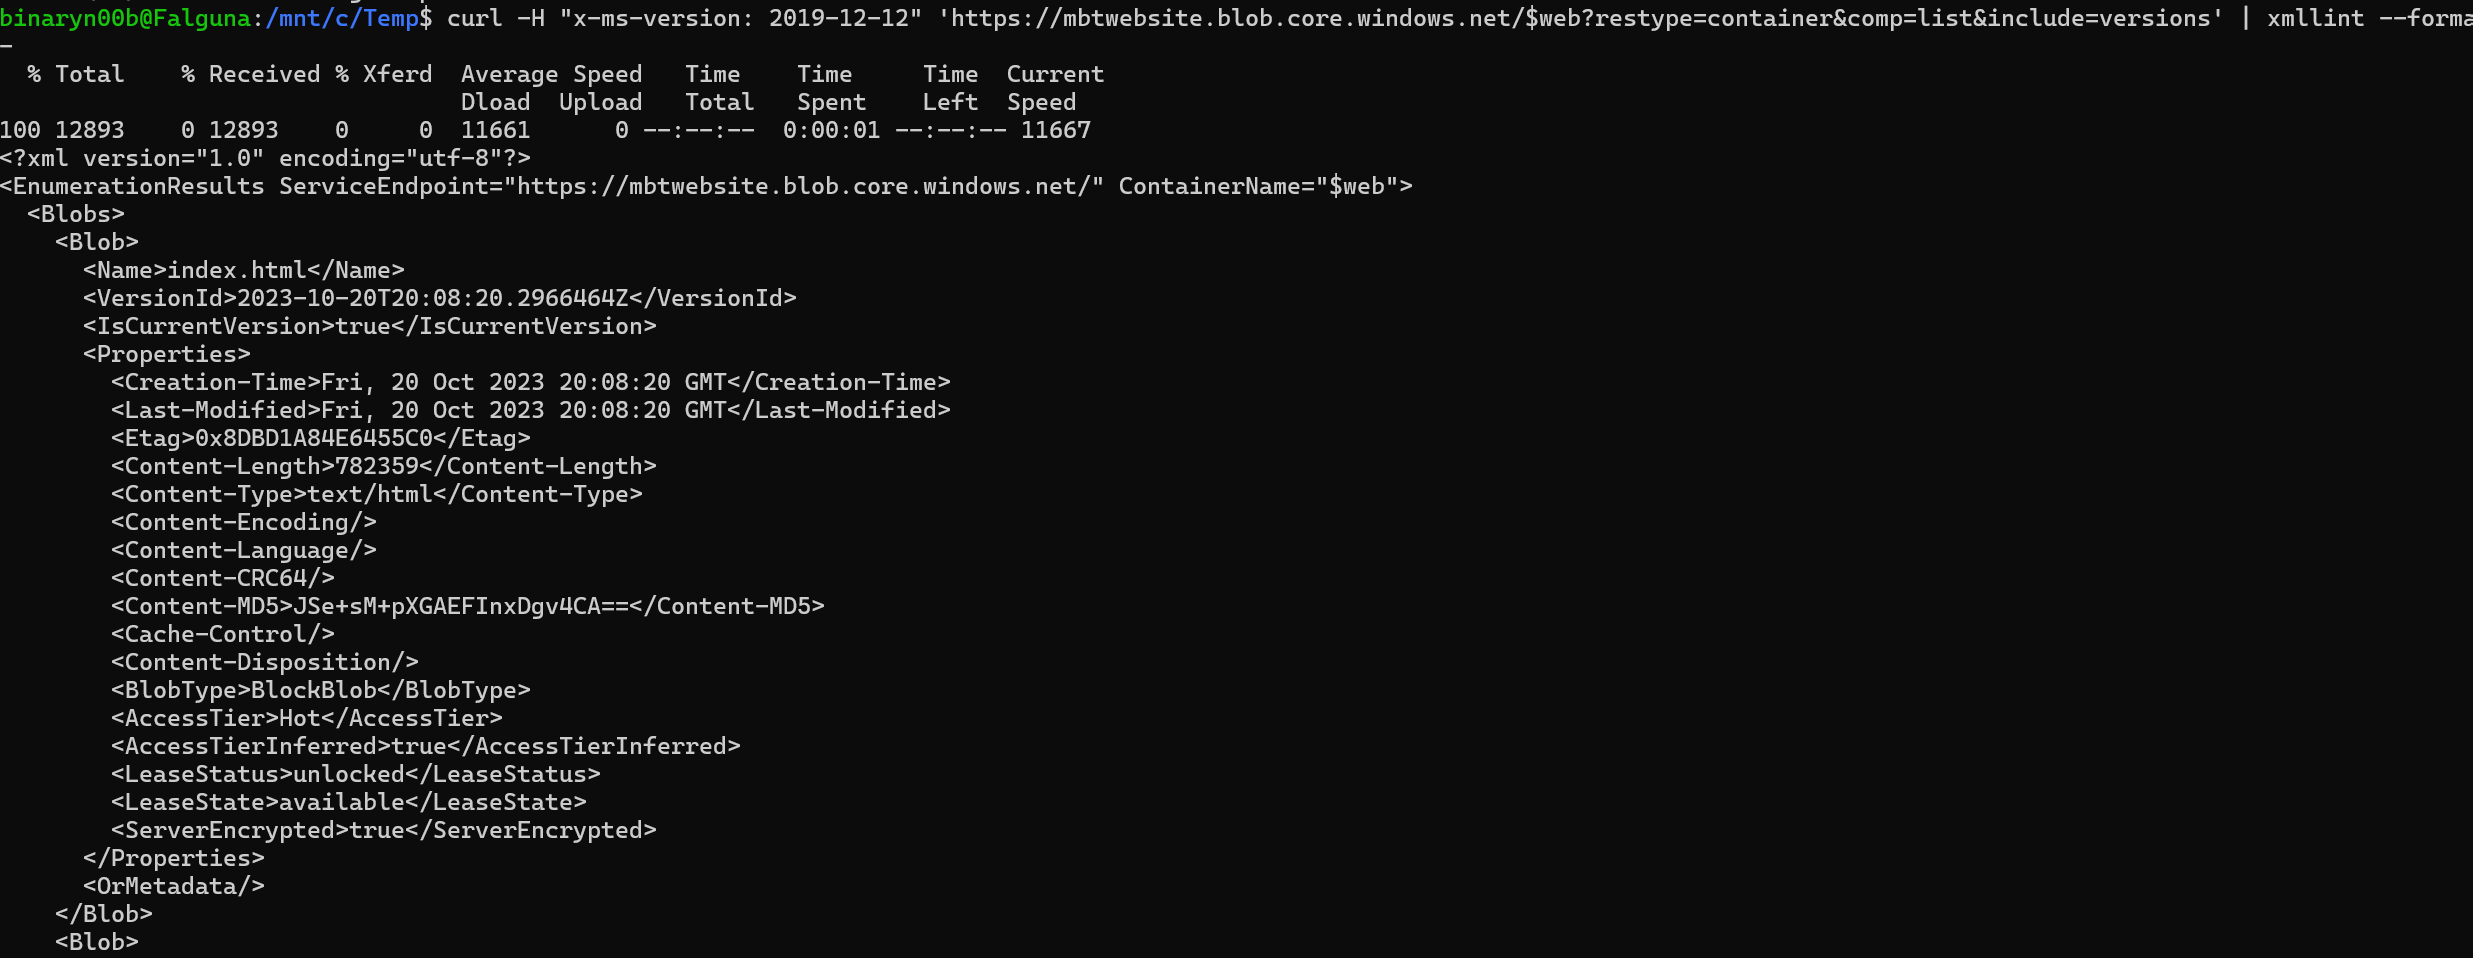 binaryn00b@Falguna:/mnt/c/Temp$ curl -H "x-ms-version: 2019-12-12" 'https://mbtwebsite.blob.core.windows.net/$web?restype=container&comp=list&include=versions' | xmllint --forma
-
  % Total    % Received % Xferd  Average Speed   Time    Time     Time  Current
                                 Dload  Upload   Total   Spent    Left  Speed
100 12893    0 12893    0     0  11661      0 --:--:--  0:00:01 --:--:-- 11667
<?xml version="1.0" encoding="utf-8"?>
<EnumerationResults ServiceEndpoint="https://mbtwebsite.blob.core.windows.net/" ContainerName="$web">
  <Blobs>
    <Blob>
      <Name>index.html</Name>
      <VersionId>2023-10-20T20:08:20.2966464Z</VersionId>
      <IsCurrentVersion>true</IsCurrentVersion>
      <Properties>
        <Creation-Time>Fri, 20 Oct 2023 20:08:20 GMT</Creation-Time>
        <Last-Modified>Fri, 20 Oct 2023 20:08:20 GMT</Last-Modified>
        <Etag>0x8DBD1A84E6455C0</Etag>
        <Content-Length>782359</Content-Length>
        <Content-Type>text/html</Content-Type>
        <Content-Encoding/>
        <Content-Language/>
        <Content-CRC64/>
        <Content-MD5>JSe+sM+pXGAEFInxDgv4CA==</Content-MD5>
        <Cache-Control/>
        <Content-Disposition/>
        <BlobType>BlockBlob</BlobType>
        <AccessTier>Hot</AccessTier>
        <AccessTierInferred>true</AccessTierInferred>
        <LeaseStatus>unlocked</LeaseStatus>
        <LeaseState>available</LeaseState>
        <ServerEncrypted>true</ServerEncrypted>
      </Properties>
      <OrMetadata/>
    </Blob>
    <Blob>